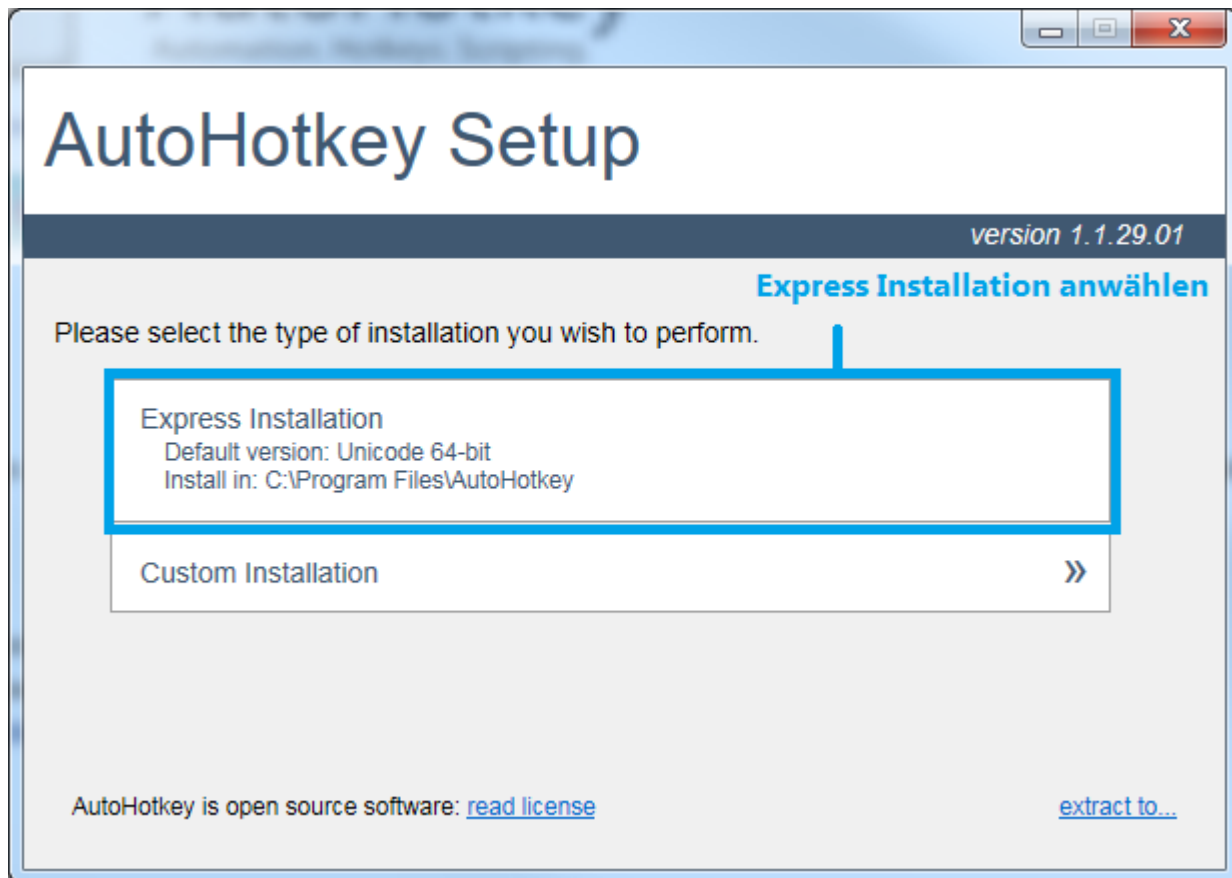 AutoHotkey Setup
version 1.1.29.01
Express Installation anwählen
Please select the type of installation you wish to perform.
Express Installation
Default version: Unicode 64-bit
Install in: C:\Program Files\AutoHotkey
Custom Installation
»
AutoHotkey is open source software: read license
extract to...